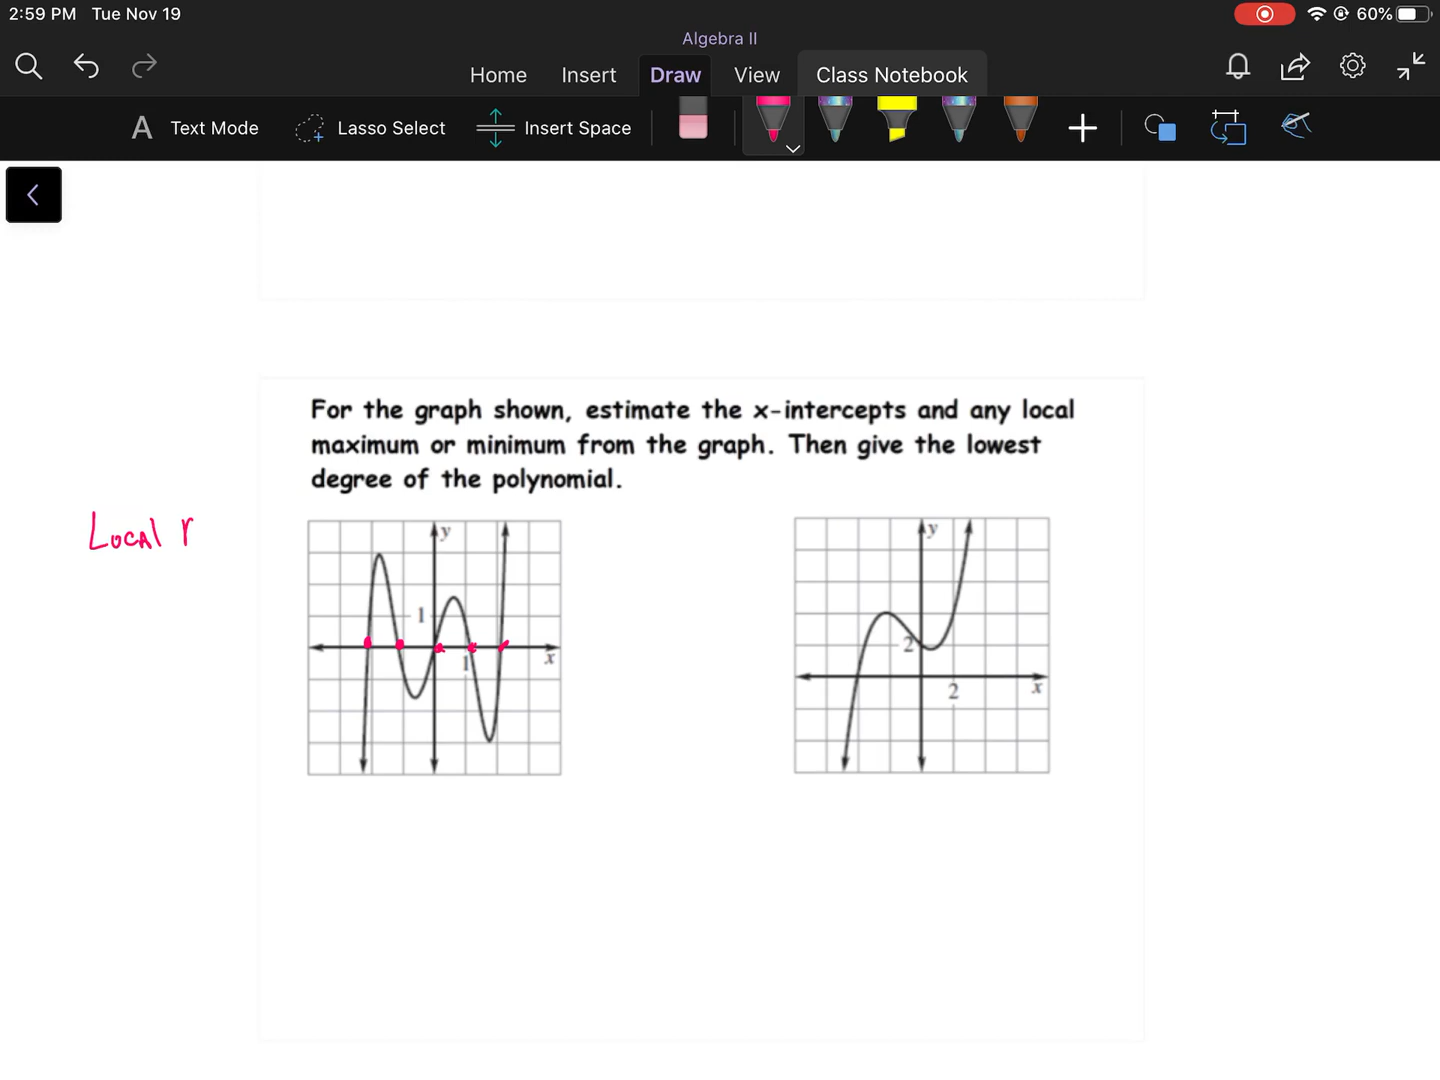 2:59 PM Tue Nov 19
60%
Algebra II
Home Insert Draw View Class Notebook
A Text Mode Lasso Select Insert Space
For the graph shown, estimate the x-intercepts and any local
maximum or minimum from the graph. Then give the lowest
degree of the polynomial.
Local r
y
1
1
x
y
2
2
x